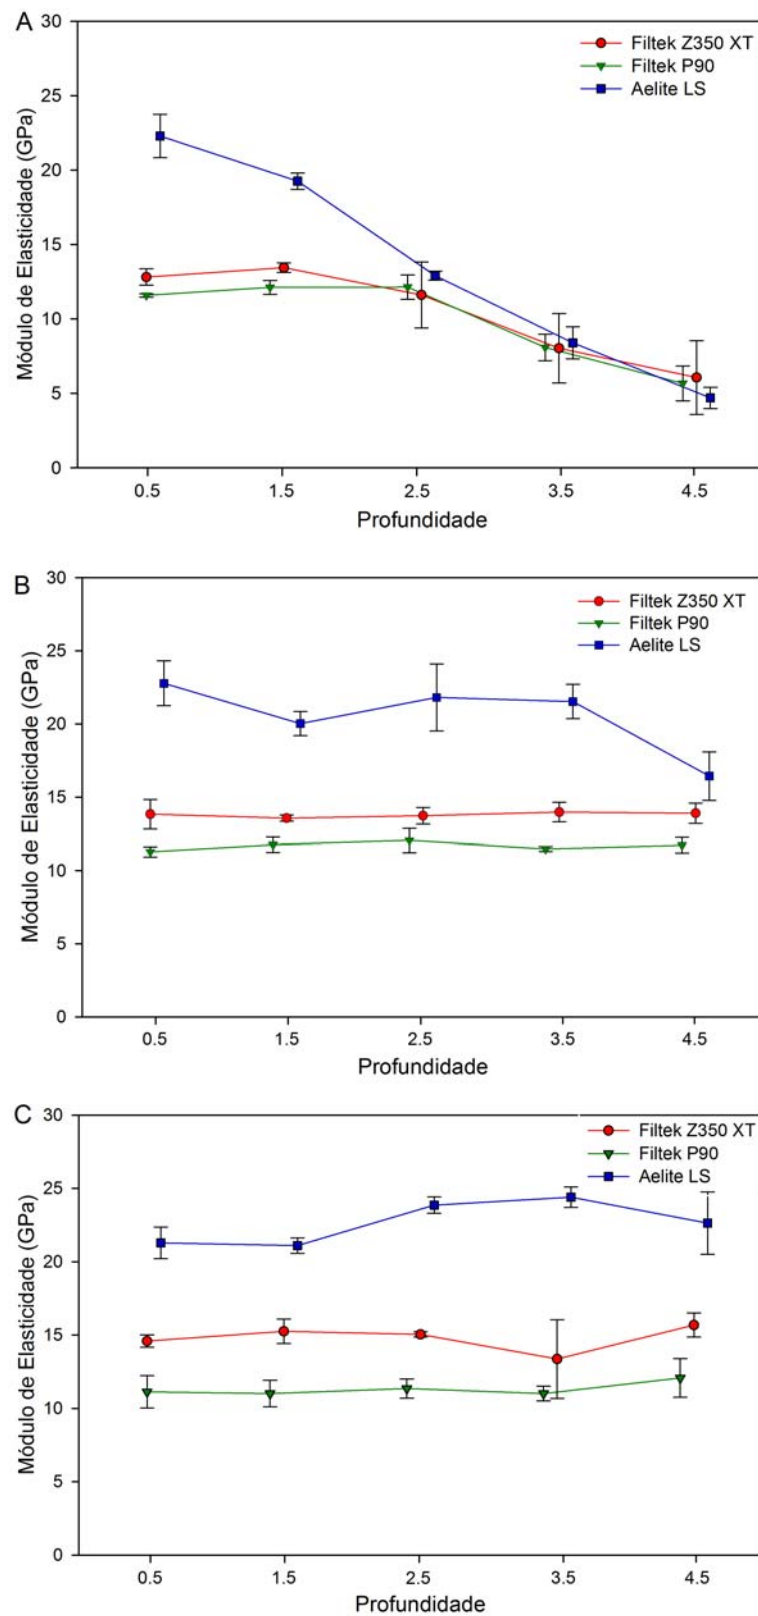 A
30
25
20
15
10
5
0
Módulo de Elasticidade (GPa)
Filtek Z350 XT
Filtek P90
Aelite LS
0.5 1.5 2.5 3.5 4.5
Profundidade
B
30
25
20
15
10
5
0
Módulo de Elasticidade (GPa)
Filtek Z350 XT
Filtek P90
Aelite LS
0.5 1.5 2.5 3.5 4.5
Profundidade
C
30
25
20
15
10
5
0
Módulo de Elasticidade (GPa)
Filtek Z350 XT
Filtek P90
Aelite LS
0.5 1.5 2.5 3.5 4.5
Profundidade